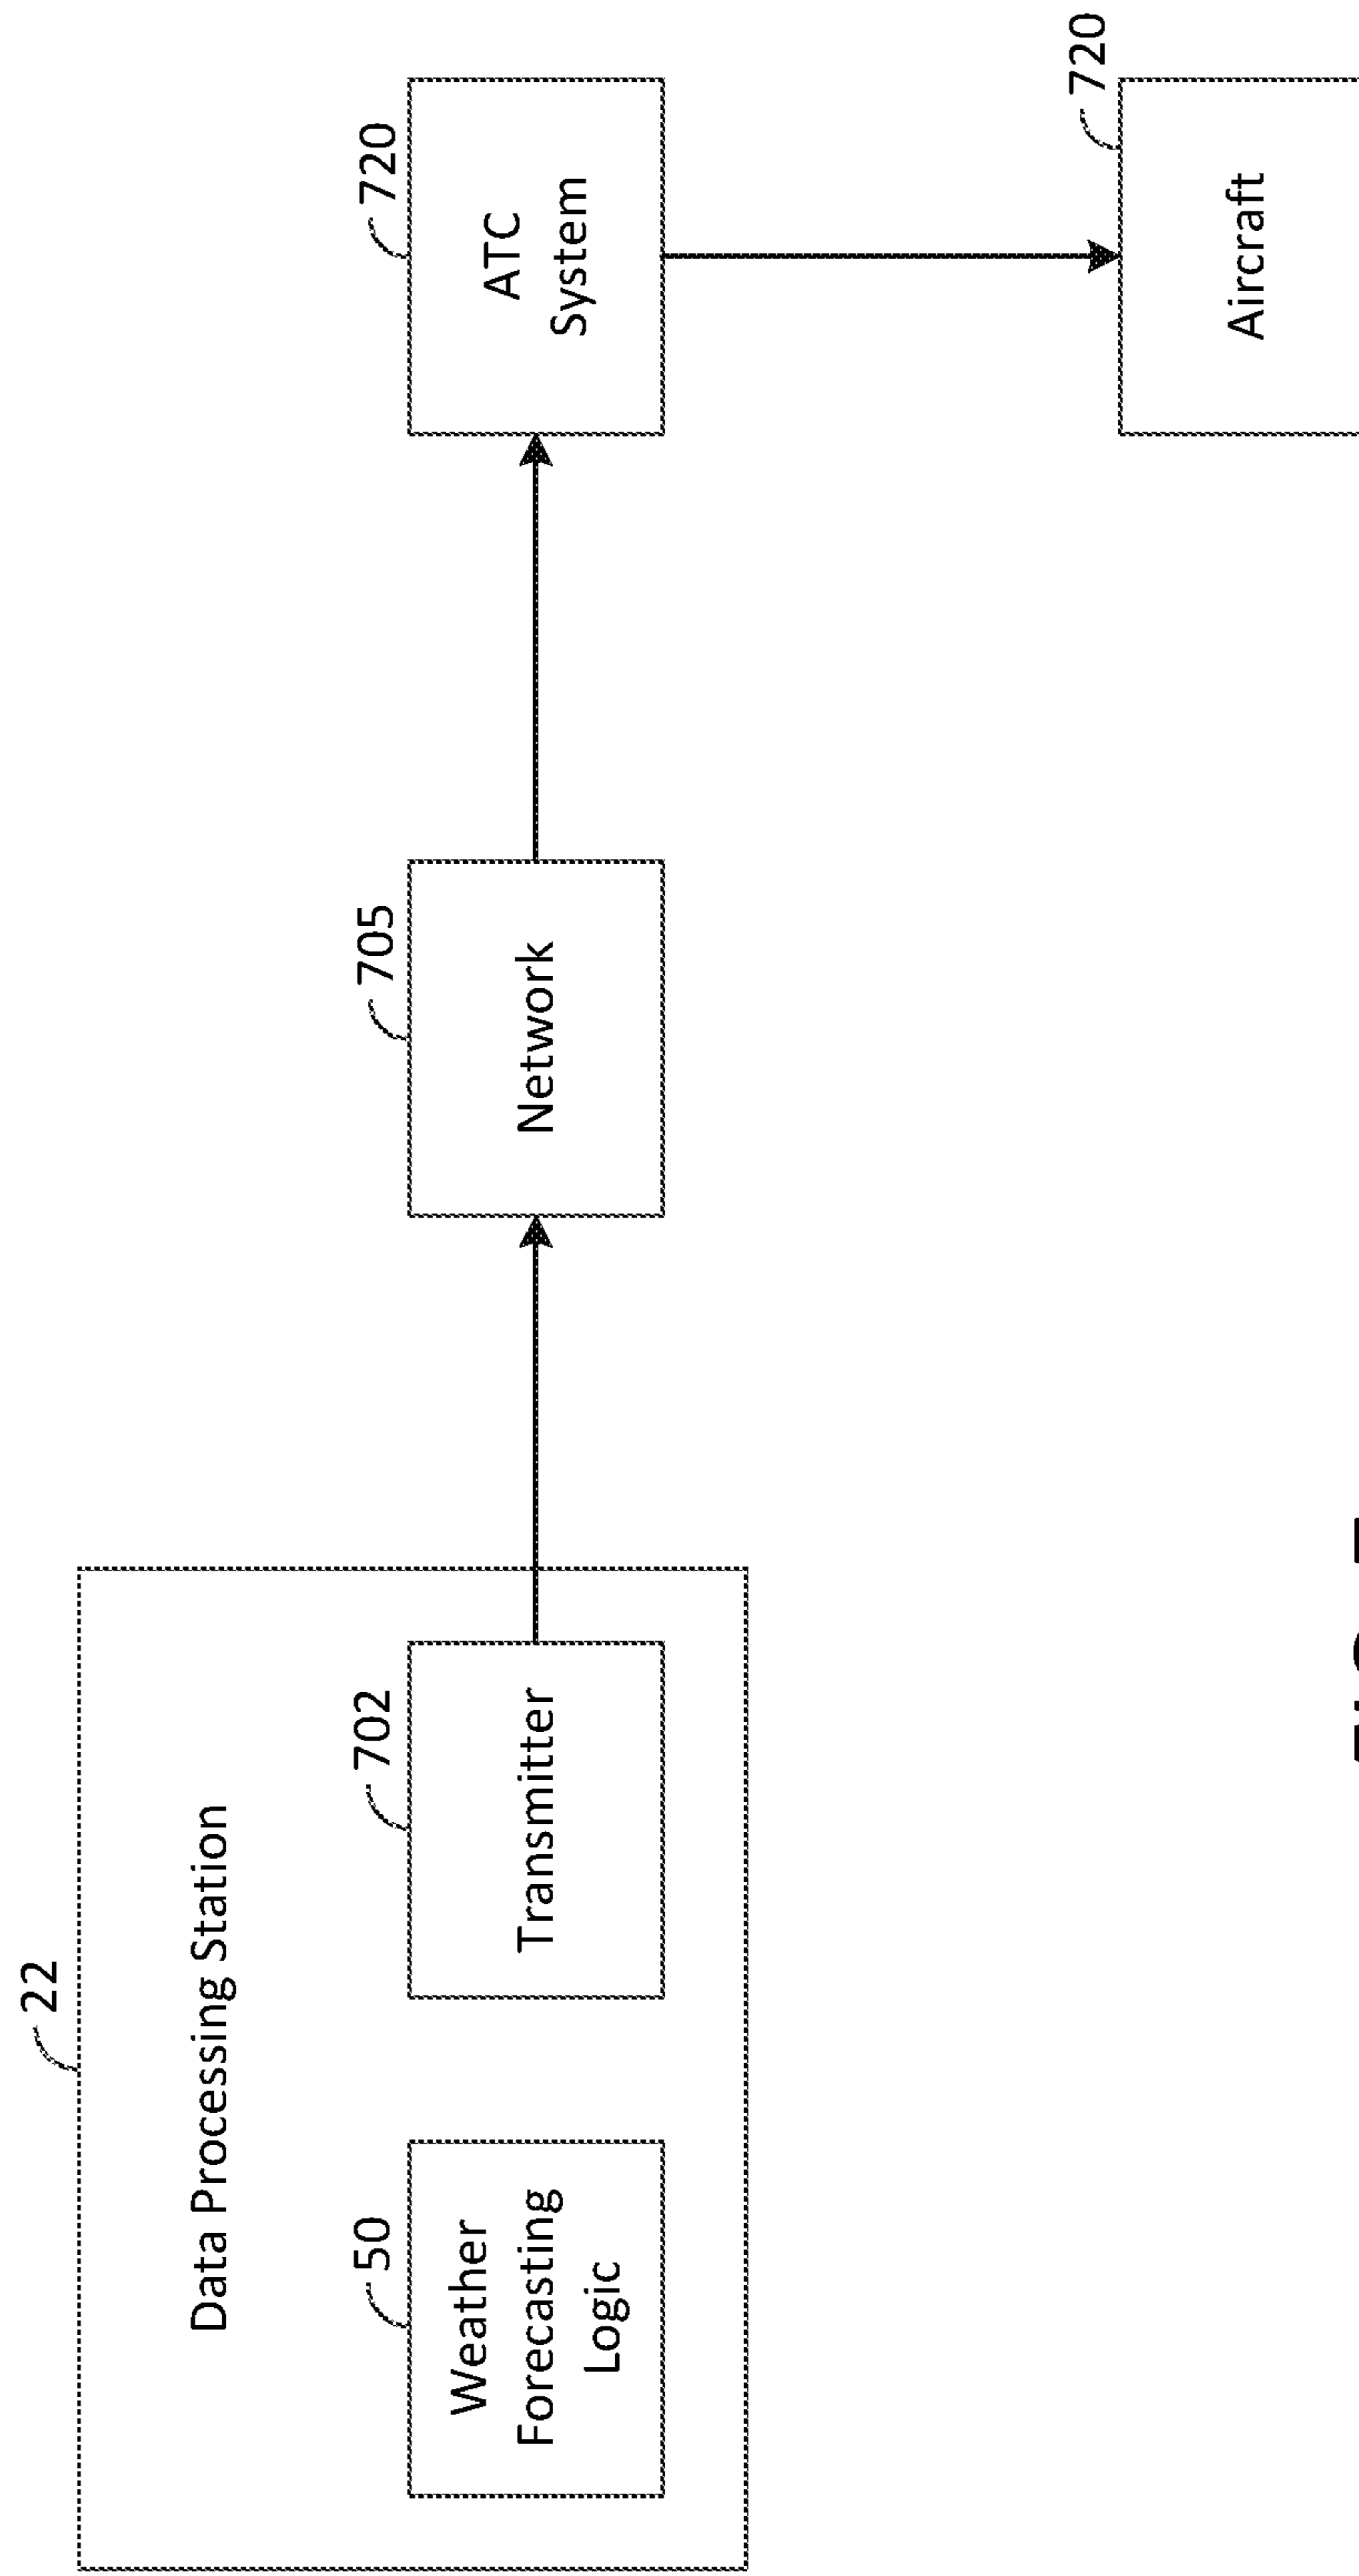 22
Data Processing Station
50
Weather
Forecasting
Logic
702
Transmitter
705
Network
720
ATC
System
720
Aircraft